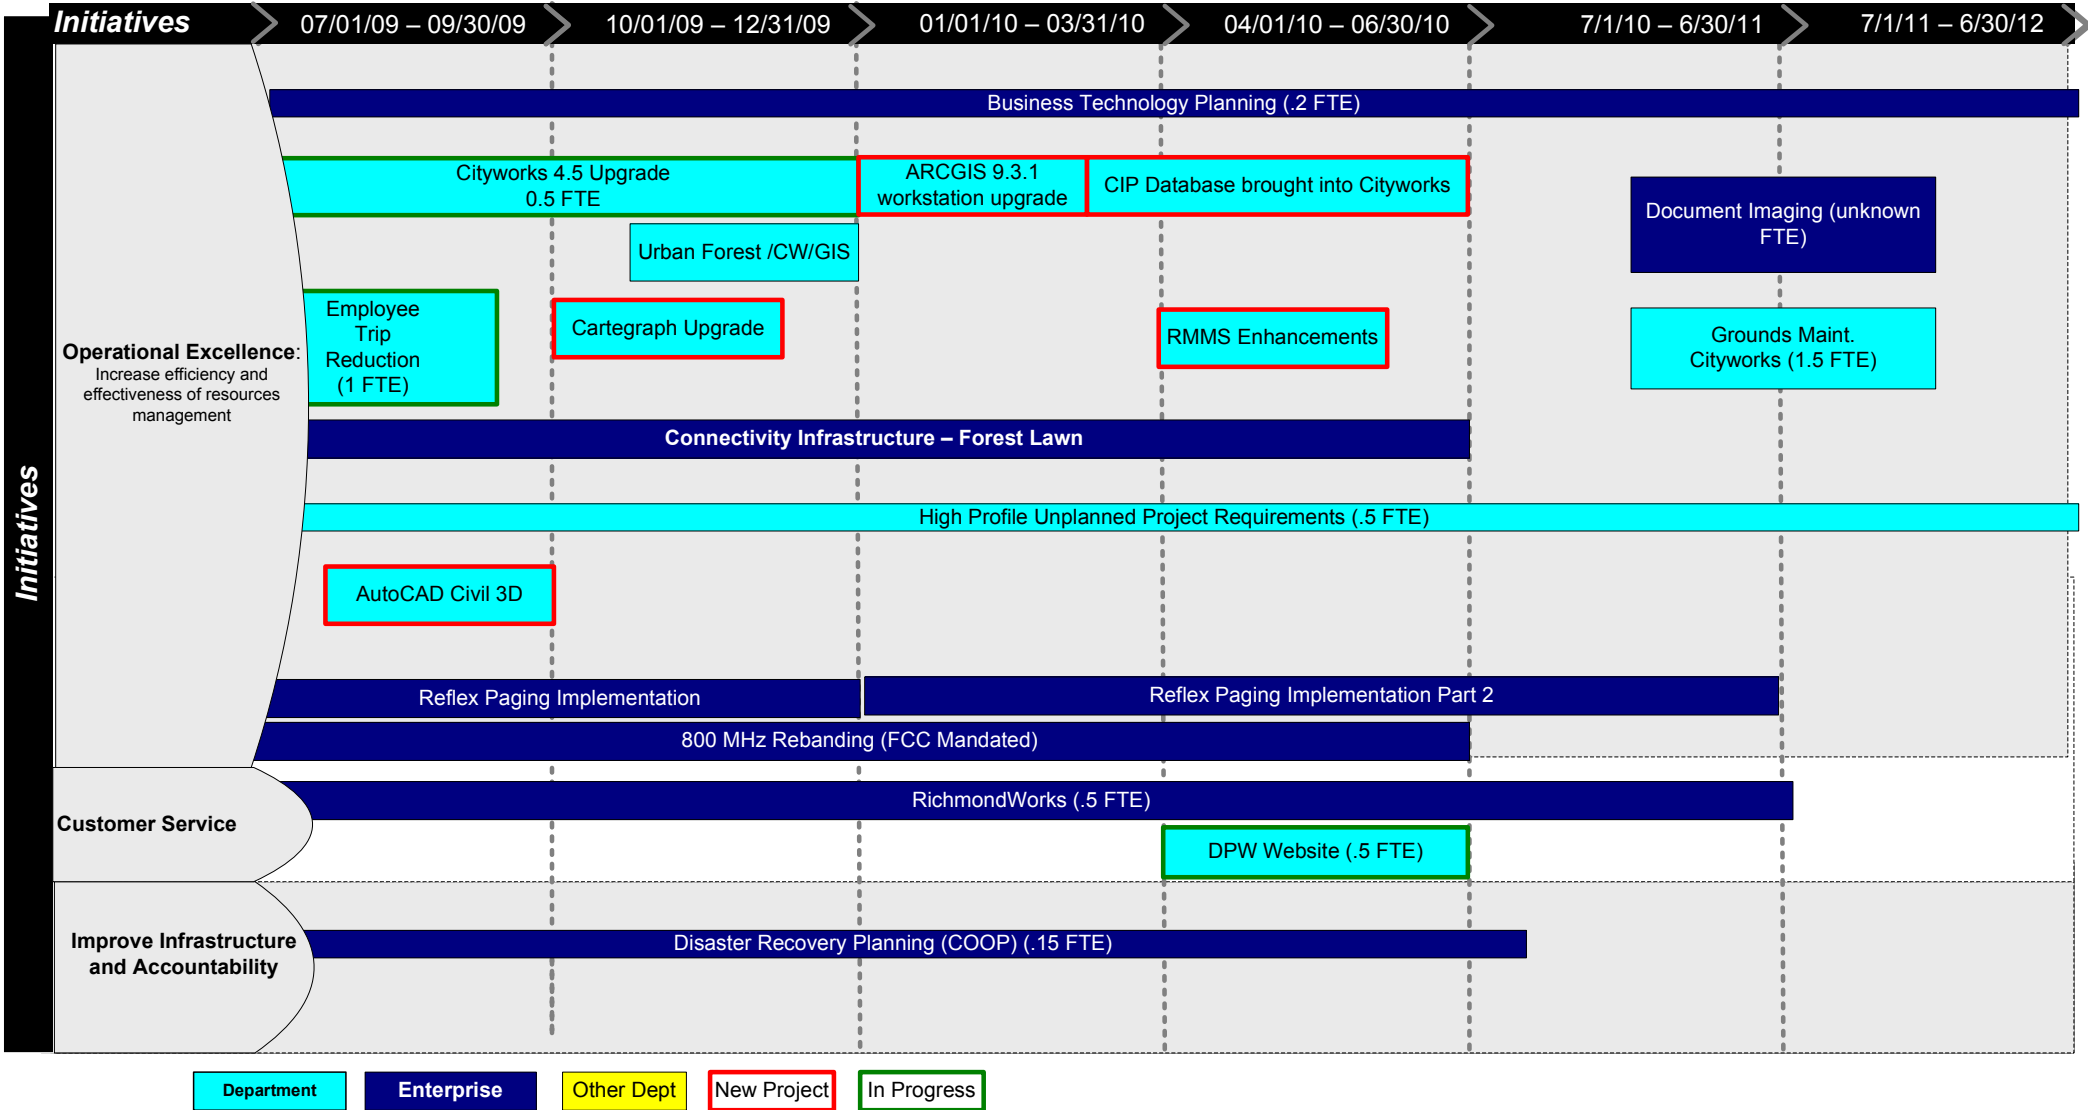 Initiatives
07/01/09 – 09/30/09
10/01/09 – 12/31/09
01/01/10 – 03/31/10
04/01/10 – 06/30/10
7/1/10 – 6/30/11
7/1/11 – 6/30/12
Initiatives
Operational Excellence:
Increase efficiency and
effectiveness of resources
management
Business Technology Planning (.2 FTE)
Cityworks 4.5 Upgrade
0.5 FTE
ARCGIS 9.3.1
workstation upgrade
CIP Database brought into Cityworks
Document Imaging (unknown
FTE)
Urban Forest /CW/GIS
Employee
Trip
Reduction
(1 FTE)
Cartegraph Upgrade
RMMS Enhancements
Grounds Maint.
Cityworks (1.5 FTE)
Connectivity Infrastructure – Forest Lawn
High Profile Unplanned Project Requirements (.5 FTE)
AutoCAD Civil 3D
Reflex Paging Implementation
Reflex Paging Implementation Part 2
800 MHz Rebanding (FCC Mandated)
Customer Service
RichmondWorks (.5 FTE)
DPW Website (.5 FTE)
Improve Infrastructure
and Accountability
Disaster Recovery Planning (COOP) (.15 FTE)
Department
Enterprise
Other Dept
New Project
In Progress